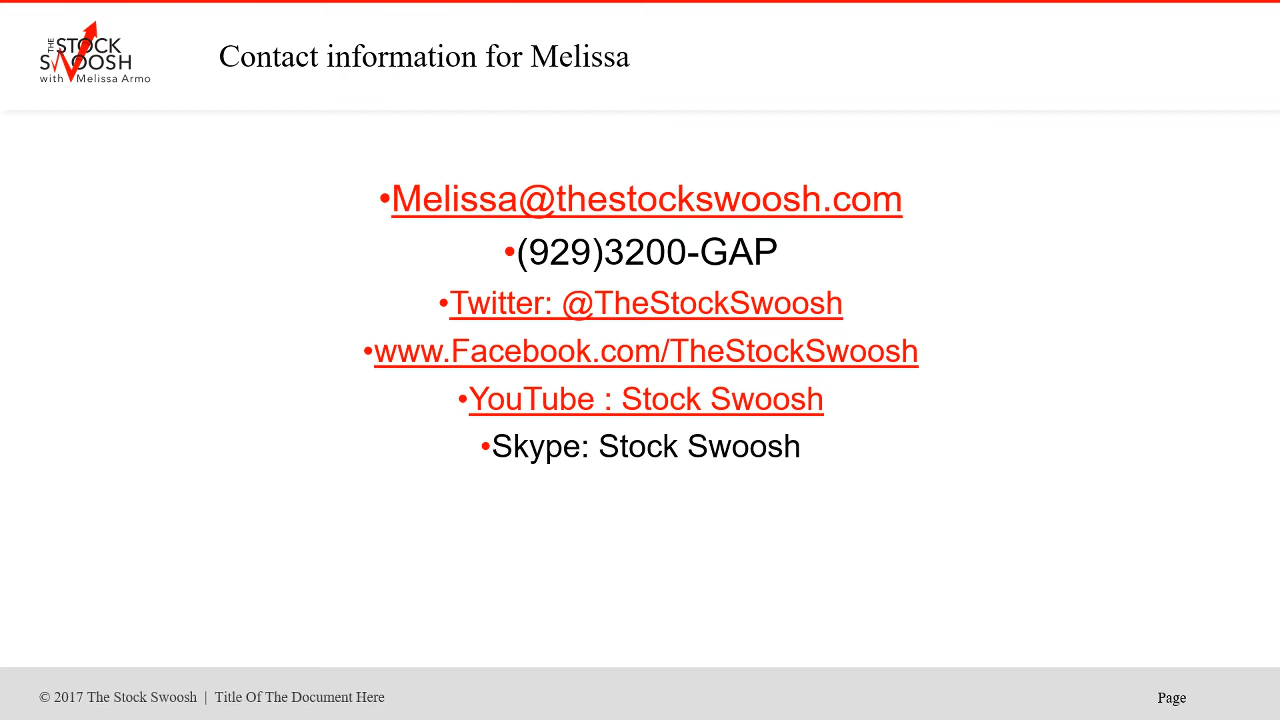 THE STOCK
SWOOSH
with Melissa Armo
Contact information for Melissa
•Melissa@thestockswoosh.com
•(929)3200-GAP
•Twitter: @TheStockSwoosh
•www.Facebook.com/TheStockSwoosh
•YouTube : Stock Swoosh
•Skype: Stock Swoosh
© 2017 The Stock Swoosh | Title Of The Document Here
Page